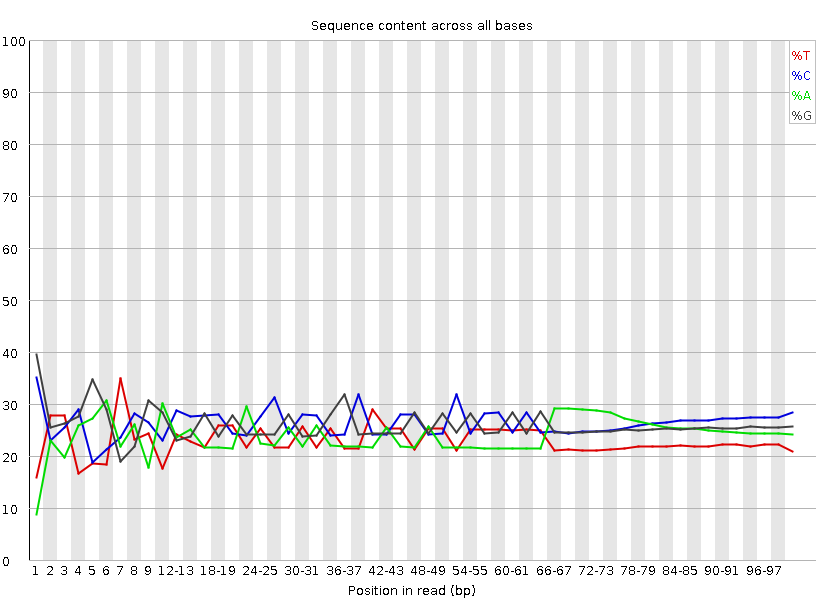 Sequence content across all bases
100
90
80
70
60
50
40
30
20
10
0
%T
%C
%A
%G
1 2 3 4 5 6 7 8 9 12-13 18-19 24-25 30-31 36-37 42-43 48-49 54-55 60-61 66-67 72-73 78-79 84-85 90-91 96-97
Position in read (bp)